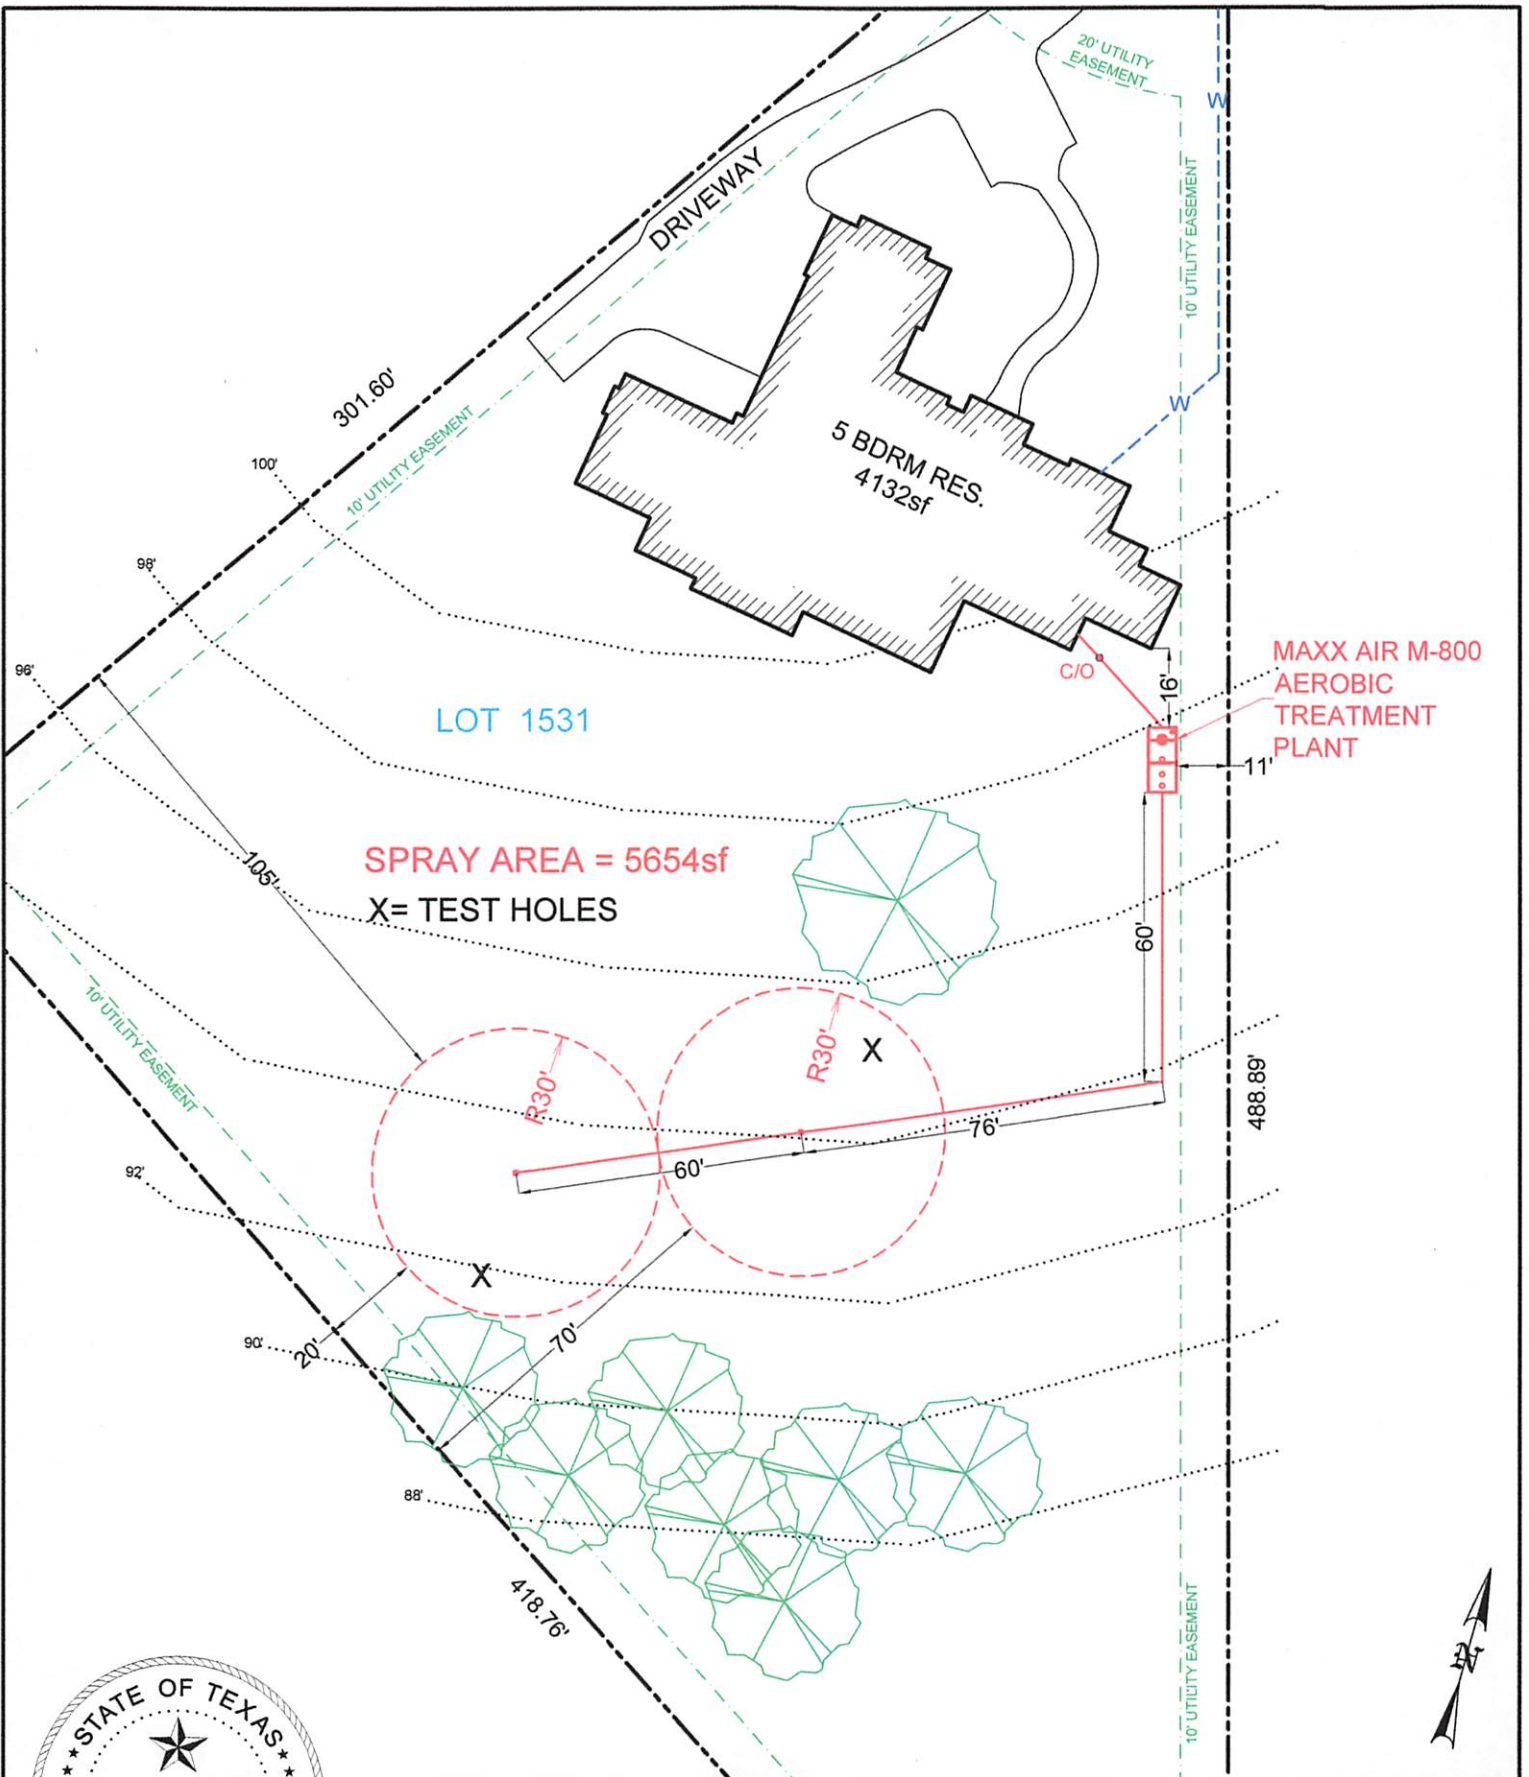 20' UTILITY
EASEMENT
W
DRIVEWAY
10' UTILITY EASEMENT
301.60'
10' UTILITY EASEMENT
W
5 BDRM RES.
4132sf
100'
98'
96'
C/O
16'
MAXX AIR M-800
AEROBIC
TREATMENT
PLANT
LOT 1531
11'
SPRAY AREA = 5654sf
X= TEST HOLES
105'
60'
10' UTILITY EASEMENT
R30'
R30'
X
488.89'
76'
60'
92'
X
90'
20'
70'
88'
418.76'
10' UTILITY EASEMENT
N
STATE OF TEXAS